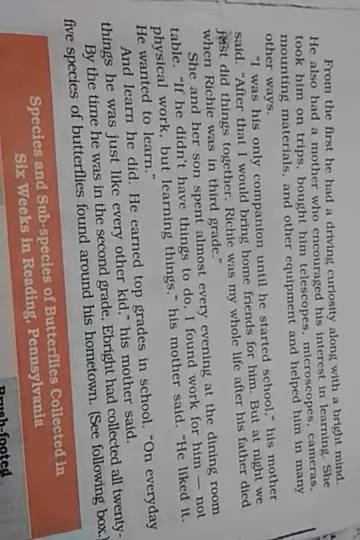 From the first he had a driving curiosity along with a bright mind.
He also had a mother who encouraged his interest in learning. She
took him on trips, bought him telescopes, microscopes, cameras,
mounting materials, and other equipment and helped him in many
other ways.
"I was his only companion until he started school," his mother
said. "After that I would bring home friends for him. But at night we
just did things together. Richie was my whole life after his father died
when Richie was in third grade."
She and her son spent almost every evening at the dining room
table. "If he didn't have things to do, I found work for him — not
physical work, but learning things," his mother said. "He liked it.
He wanted to learn."
And learn he did. He earned top grades in school. "On everyday
things he was just like every other kid," his mother said.
By the time he was in the second grade, Ebright had collected all twenty-
five species of butterflies found around his hometown. (See following box.)
Species and Sub-species of Butterflies Collected in
Six Weeks in Reading, Pennsylvania
Brush-footed